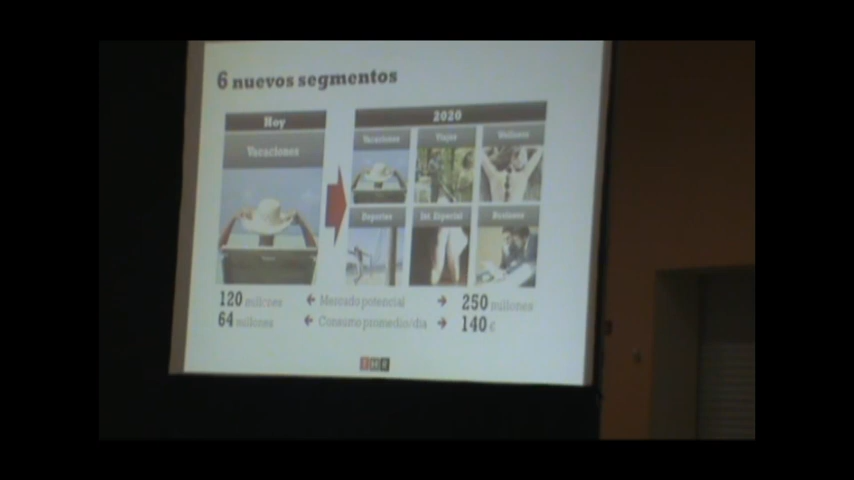 6 nuevos segmentos
Hoy
2020
Vacaciones
Vacaciones Viajes Wellness
Deportes Int. Especial Business
120 millones ← Mercado potencial → 250 millones
64 millones ← Consumo promedio/día → 140 €
THR